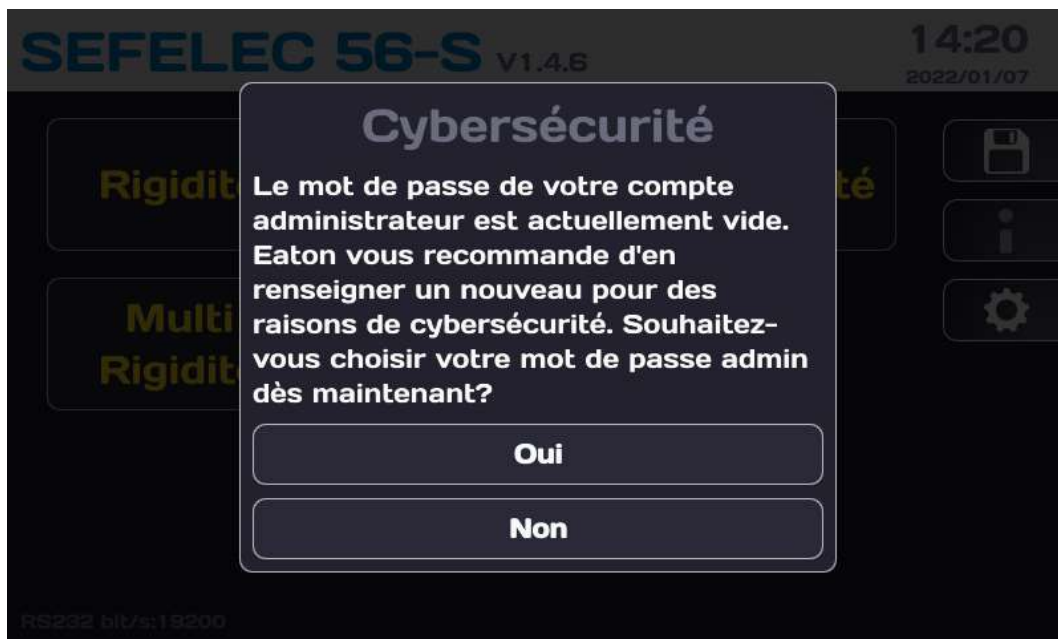 SEFELEC 56-S V1.4.6
14:20
2022/01/07
Cybersécurité
Rigidit
té
Le mot de passe de votre compte
administrateur est actuellement vide.
Eaton vous recommande d'en
renseigner un nouveau pour des
raisons de cybersécurité. Souhaitez-
vous choisir votre mot de passe admin
dès maintenant?
Multi
Rigidit
Oui
Non
RS232 bit/s:19200